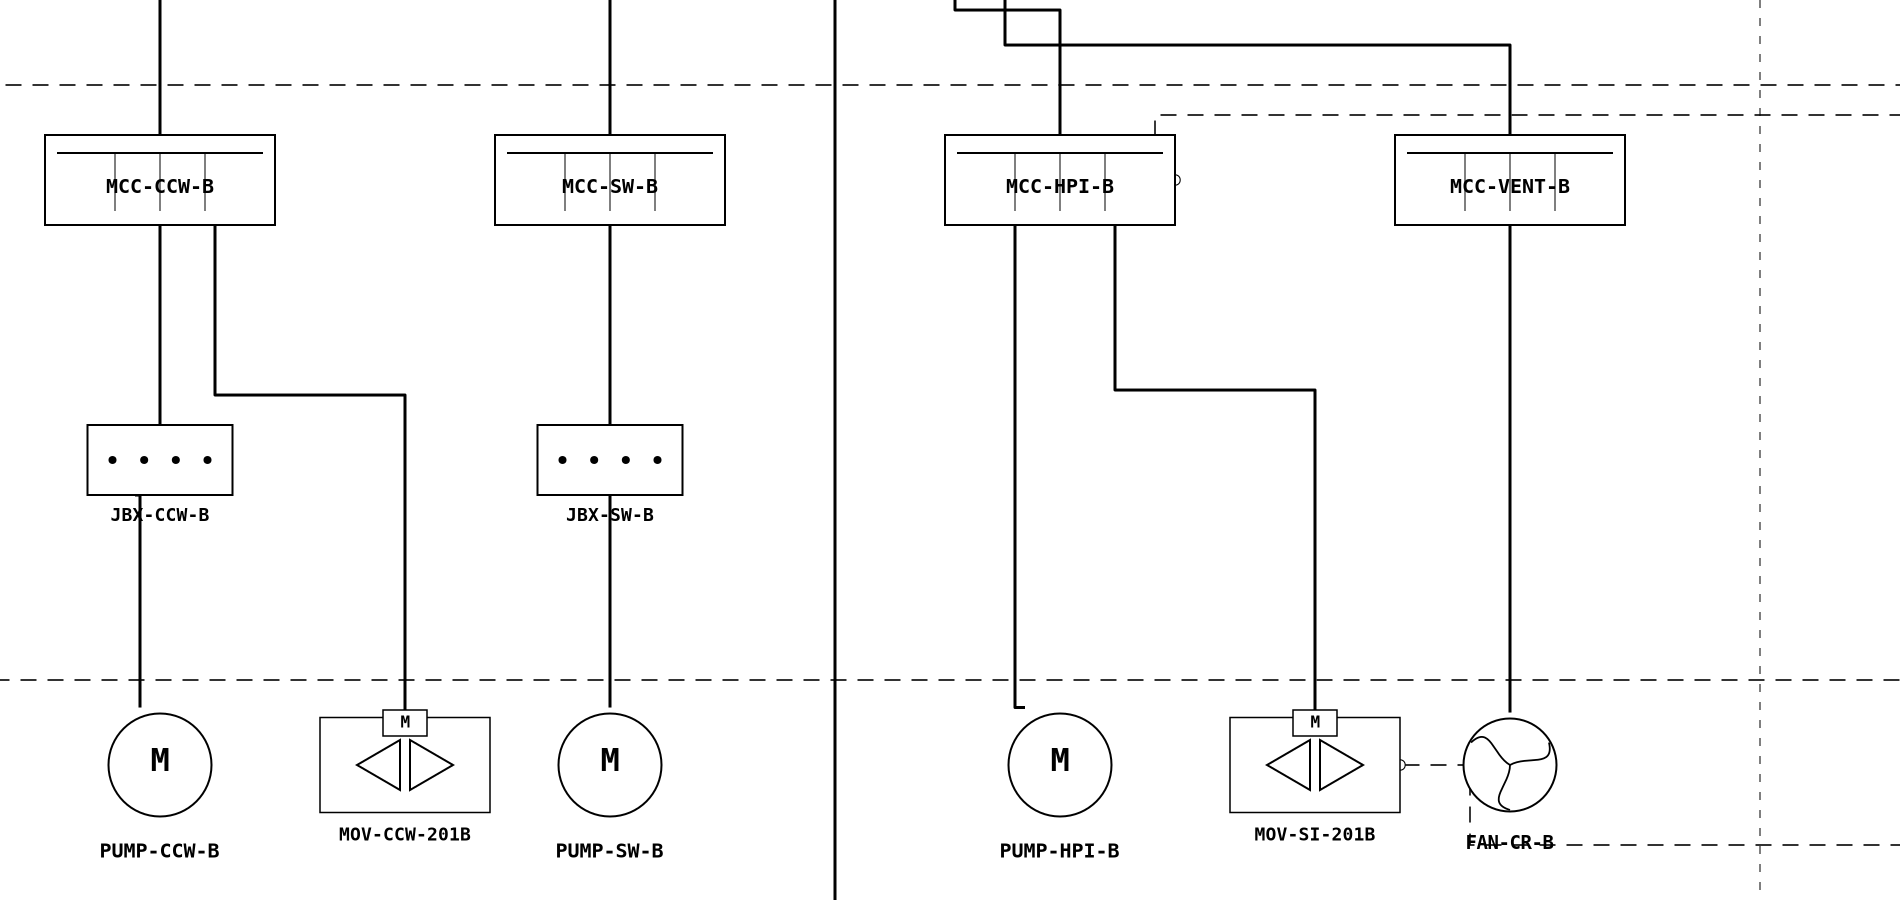 MCC-CCW-B
MCC-SW-B
MCC-HPI-B
MCC-VENT-B
JBX-CCW-B
JBX-SW-B
M
M
M
M
M
PUMP-CCW-B
MOV-CCW-201B
PUMP-SW-B
PUMP-HPI-B
MOV-SI-201B
FAN-CR-B